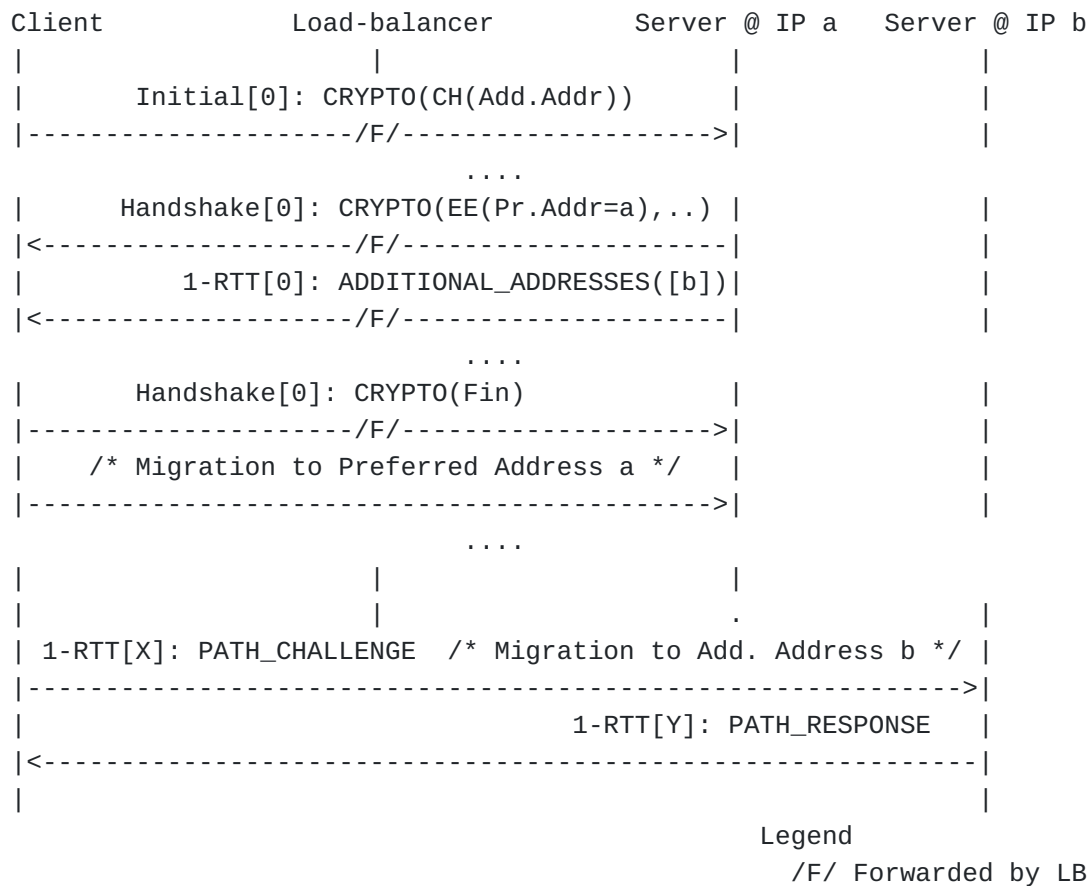 Client Load-balancer Server @ IP a Server @ IP b
Initial[0]: CRYPTO(CH(Add.Addr))
/F/
....
Handshake[0]: CRYPTO(EE(Pr.Addr=a),..)
/F/
1-RTT[0]: ADDITIONAL_ADDRESSES([b])
/F/
....
Handshake[0]: CRYPTO(Fin)
/F/
/* Migration to Preferred Address a */
....
.
1-RTT[X]: PATH_CHALLENGE /* Migration to Add. Address b */
1-RTT[Y]: PATH_RESPONSE
Legend
/F/ Forwarded by LB